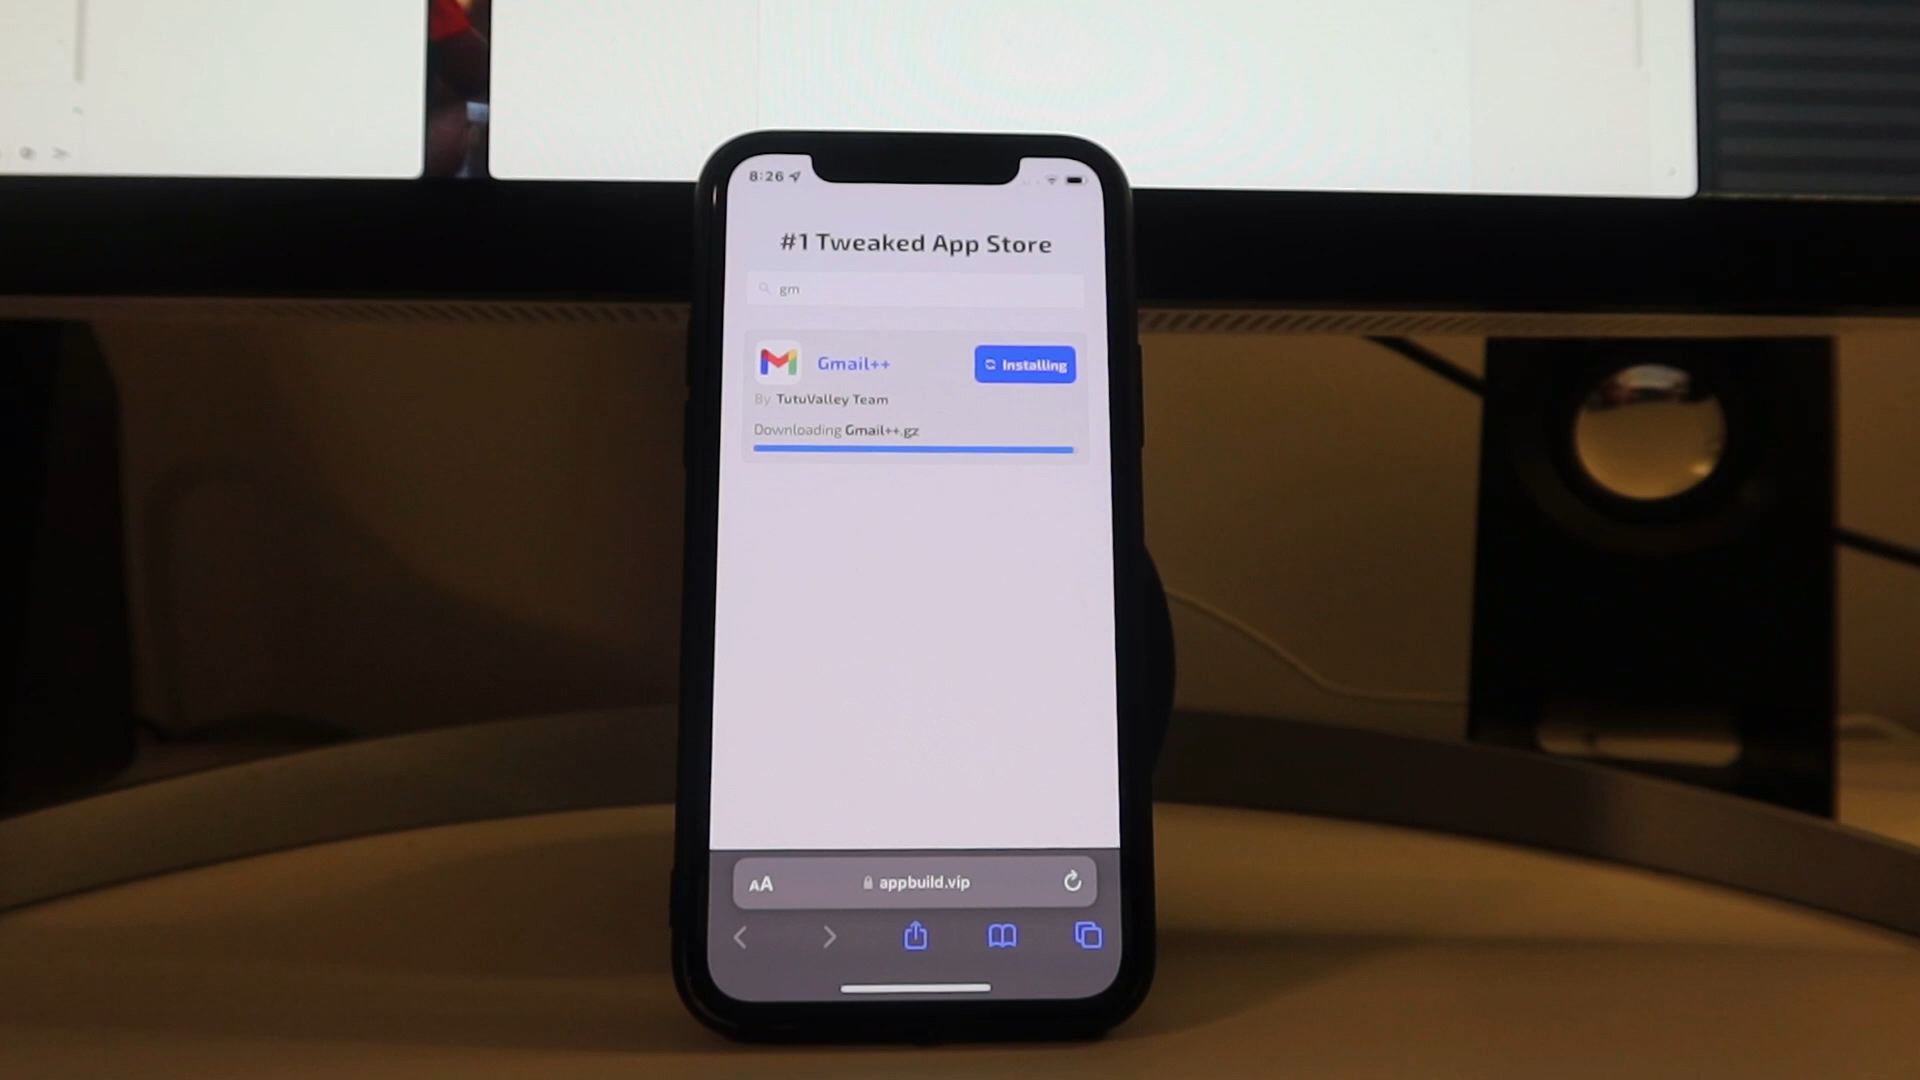 8:26
#1 Tweaked App Store
gm
Gmail++
Installing
By TutuValley Team
Downloading Gmail++.gz
AA
appbuild.vip